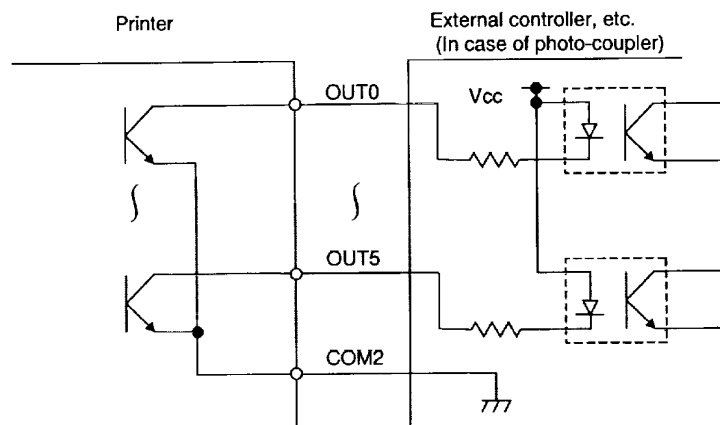 Printer
External controller, etc.
(In case of photo-coupler)
OUT0
Vcc
OUT5
COM2